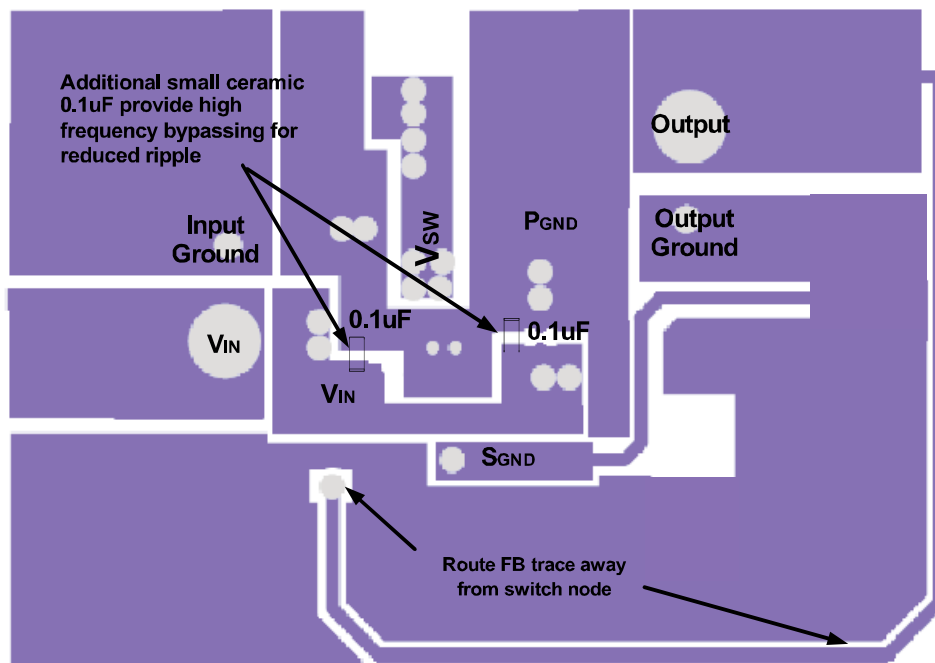 Additional small ceramic
0.1uF provide high
frequency bypassing for
reduced ripple
Output
Input
Ground
VSW
PGND
Output
Ground
0.1uF
0.1uF
VIN
VIN
SGND
Route FB trace away
from switch node